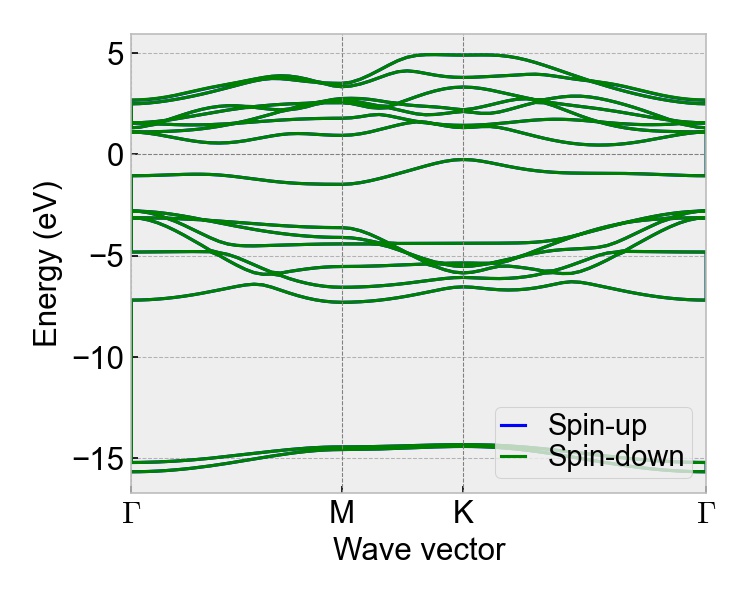 Energy (eV)
5
0
−5
−10
−15
Spin-up
Spin-down
Γ M K Γ
Wave vector